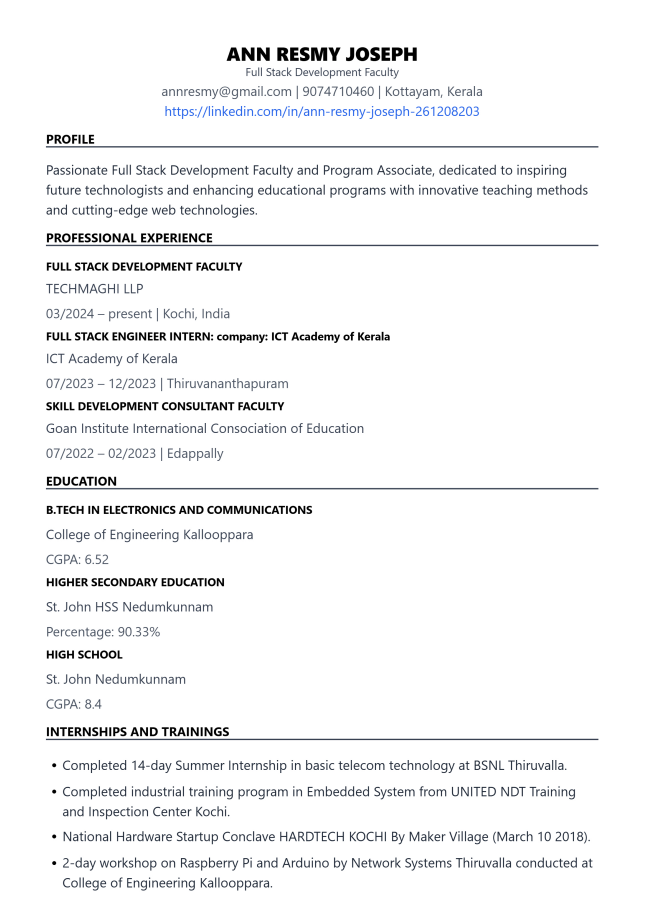 ANN RESMY JOSEPH
Full Stack Development Faculty
annresmy@gmail.com | 9074710460 | Kottayam, Kerala
https://linkedin.com/in/ann-resmy-joseph-261208203
PROFILE
Passionate Full Stack Development Faculty and Program Associate, dedicated to inspiring
future technologists and enhancing educational programs with innovative teaching methods
and cutting-edge web technologies.
PROFESSIONAL EXPERIENCE
FULL STACK DEVELOPMENT FACULTY
TECHMAGHI LLP
03/2024 – present | Kochi, India
FULL STACK ENGINEER INTERN: company: ICT Academy of Kerala
ICT Academy of Kerala
07/2023 – 12/2023 | Thiruvananthapuram
SKILL DEVELOPMENT CONSULTANT FACULTY
Goan Institute International Consociation of Education
07/2022 – 02/2023 | Edappally
EDUCATION
B.TECH IN ELECTRONICS AND COMMUNICATIONS
College of Engineering Kallooppara
CGPA: 6.52
HIGHER SECONDARY EDUCATION
St. John HSS Nedumkunnam
Percentage: 90.33%
HIGH SCHOOL
St. John Nedumkunnam
CGPA: 8.4
INTERNSHIPS AND TRAININGS
• Completed 14-day Summer Internship in basic telecom technology at BSNL Thiruvalla.
• Completed industrial training program in Embedded System from UNITED NDT Training
and Inspection Center Kochi.
• National Hardware Startup Conclave HARDTECH KOCHI By Maker Village (March 10 2018).
• 2-day workshop on Raspberry Pi and Arduino by Network Systems Thiruvalla conducted at
College of Engineering Kallooppara.